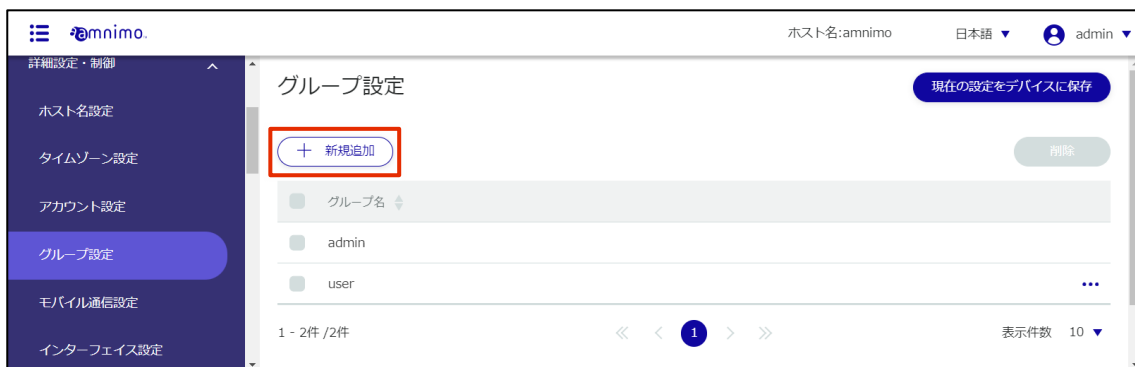 amnimo.
ホスト名:amnimo
日本語 ▼
admin ▼
詳細設定・制御
ホスト名設定
タイムゾーン設定
アカウント設定
グループ設定
モバイル通信設定
インターフェイス設定
グループ設定
現在の設定をデバイスに保存
＋ 新規追加
削除
グループ名
admin
user
•••
1 - 2件 /2件
≪ < 1 > ≫
表示件数 10 ▼